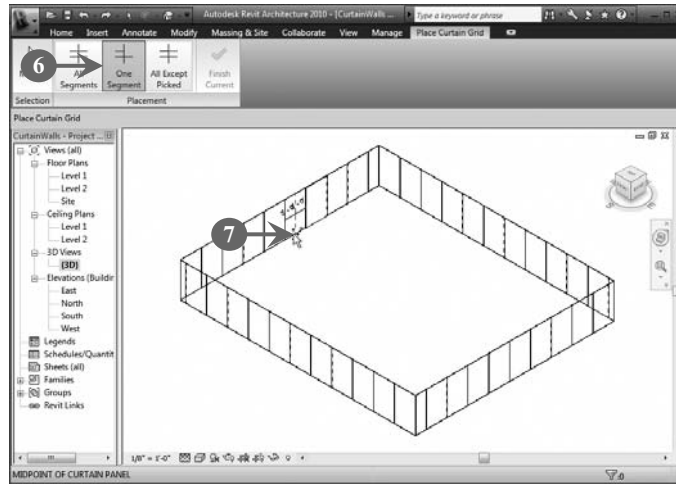 Autodesk Revit Architecture 2010 - [CurtainWalls ...
Type a keyword or phrase
Home Insert Annotate Modify Massing & Site Collaborate View Manage Place Curtain Grid
6
All Segments
One Segment
All Except Picked
Finish Current
Selection
Placement
Place Curtain Grid
CurtainWalls - Project ...
Views (all)
Floor Plans
Level 1
Level 2
Site
Ceiling Plans
Level 1
Level 2
3D Views
{3D}
Elevations (Buildir
East
North
South
West
Legends
Schedules/Quantit
Sheets (all)
Families
Groups
Revit Links
7
1/8" = 1'-0"
MIDPOINT OF CURTAIN PANEL
:0